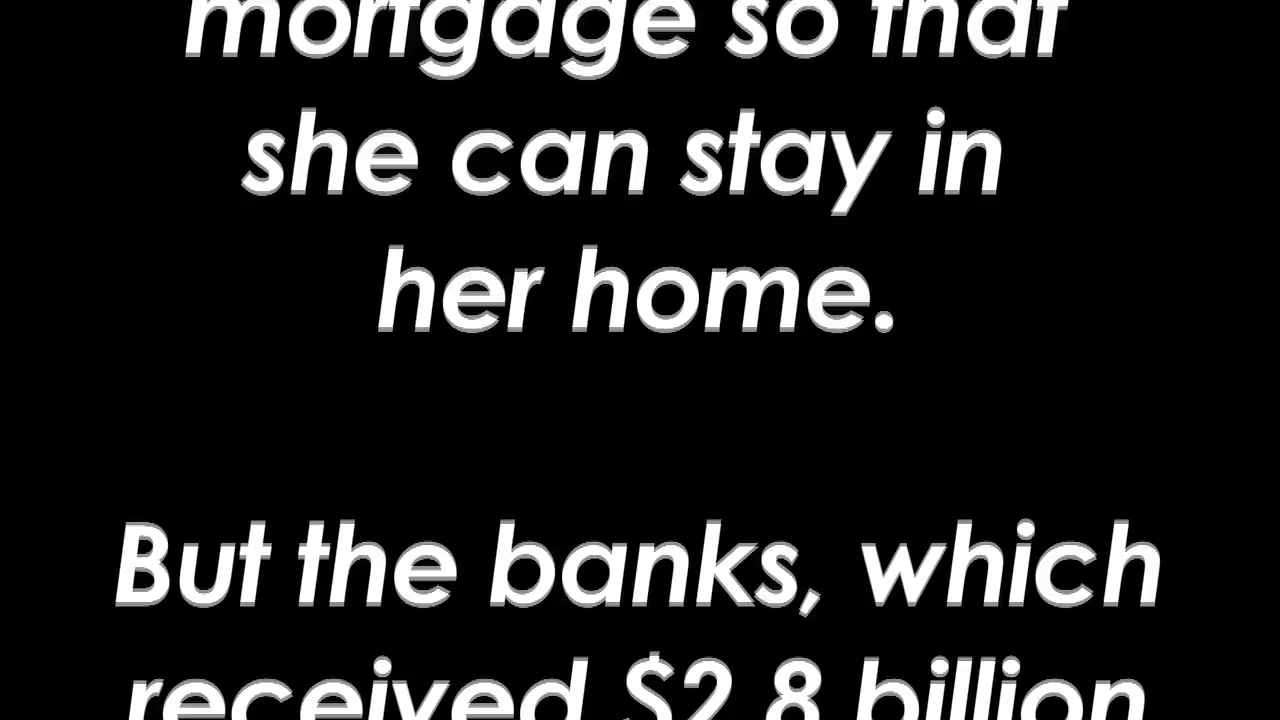 mortgage so that
she can stay in
her home.
But the banks, which
received $2.8 billion